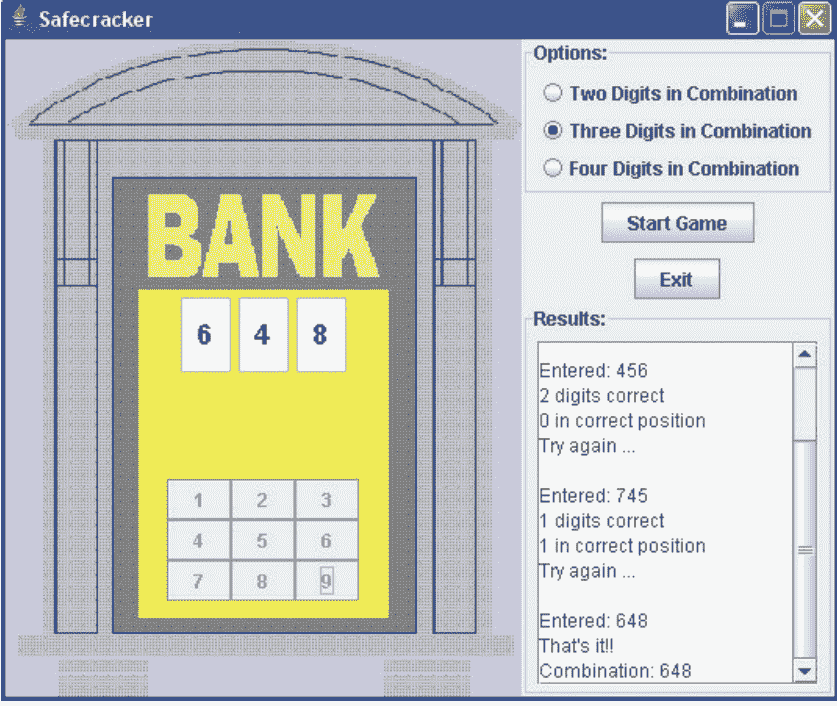 Safecracker
BANK
6 4 8
1 2 3
4 5 6
7 8 9
Options:
Two Digits in Combination
Three Digits in Combination
Four Digits in Combination
Start Game
Exit
Results:
Entered: 456
2 digits correct
0 in correct position
Try again ...
Entered: 745
1 digits correct
1 in correct position
Try again ...
Entered: 648
That's it!!
Combination: 648